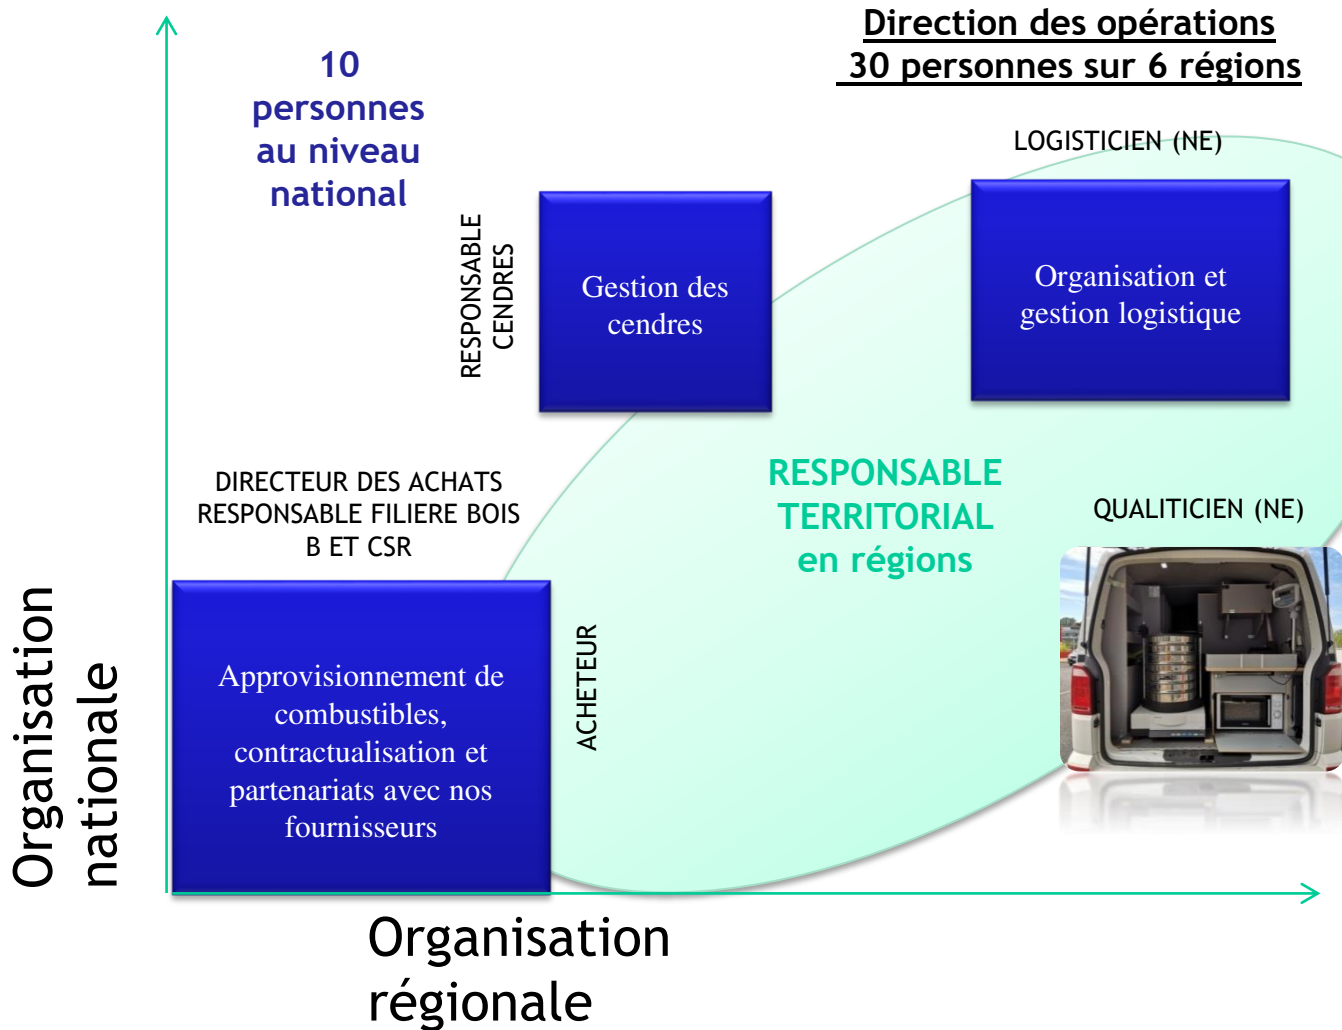 Direction des opérations
30 personnes sur 6 régions
10
personnes
au niveau
national
LOGISTICIEN (NE)
RESPONSABLE
CENDRES
Gestion des
cendres
Organisation et
gestion logistique
DIRECTEUR DES ACHATS
RESPONSABLE FILIERE BOIS
B ET CSR
RESPONSABLE
TERRITORIAL
en régions
QUALITICIEN (NE)
Approvisionnement de
combustibles,
contractualisation et
partenariats avec nos
fournisseurs
ACHETEUR
Organisation
nationale
Organisation
régionale